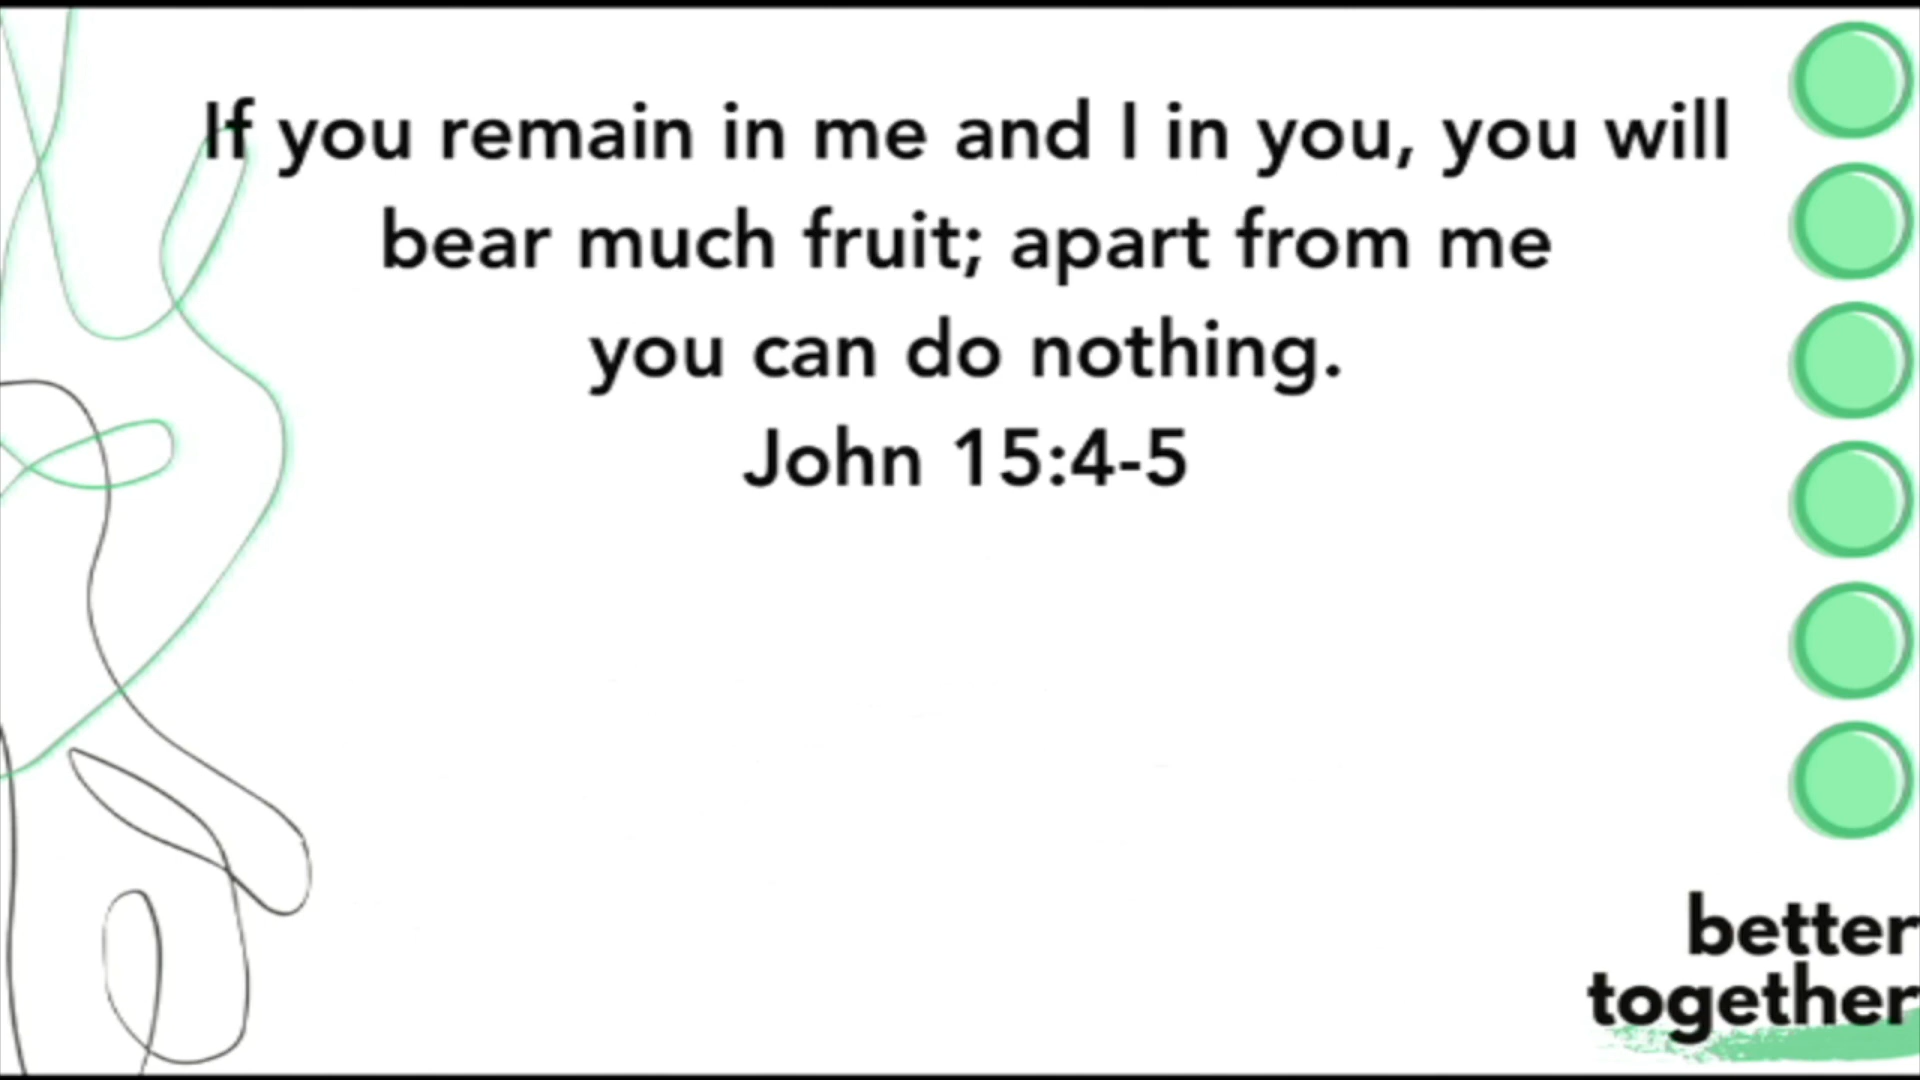 If you remain in me and I in you, you will
bear much fruit; apart from me
you can do nothing.
John 15:4-5
better
together